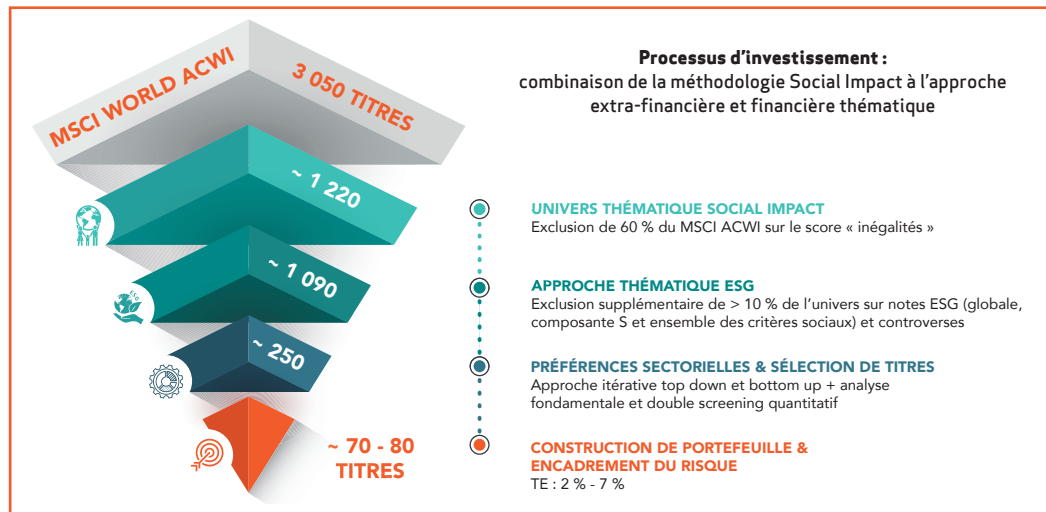 MSCI WORLD ACWI
3 050 TITRES
Processus d'investissement :
combinaison de la méthodologie Social Impact à l'approche
extra-financière et financière thématique
~ 1 220
UNIVERS THÉMATIQUE SOCIAL IMPACT
Exclusion de 60 % du MSCI ACWI sur le score « inégalités »
ESG
~ 1 090
APPROCHE THÉMATIQUE ESG
Exclusion supplémentaire de > 10 % de l'univers sur notes ESG (globale,
composante S et ensemble des critères sociaux) et controverses
~ 250
PRÉFÉRENCES SECTORIELLES & SÉLECTION DE TITRES
Approche itérative top down et bottom up + analyse
fondamentale et double screening quantitatif
~ 70 - 80
TITRES
CONSTRUCTION DE PORTEFEUILLE &
ENCADREMENT DU RISQUE
TE : 2 % - 7 %